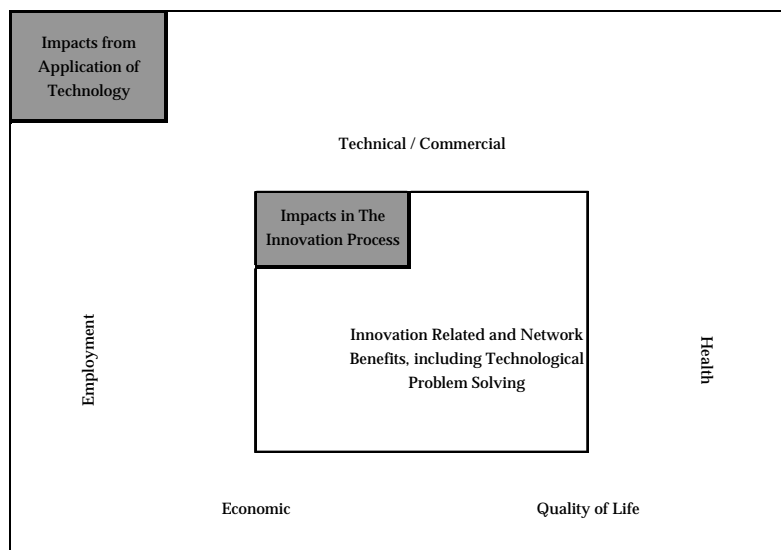 Impacts from
Application of
Technology
Technical / Commercial
Impacts in The
Innovation Process
Employment
Innovation Related and Network
Benefits, including Technological
Problem Solving
Health
Economic
Quality of Life